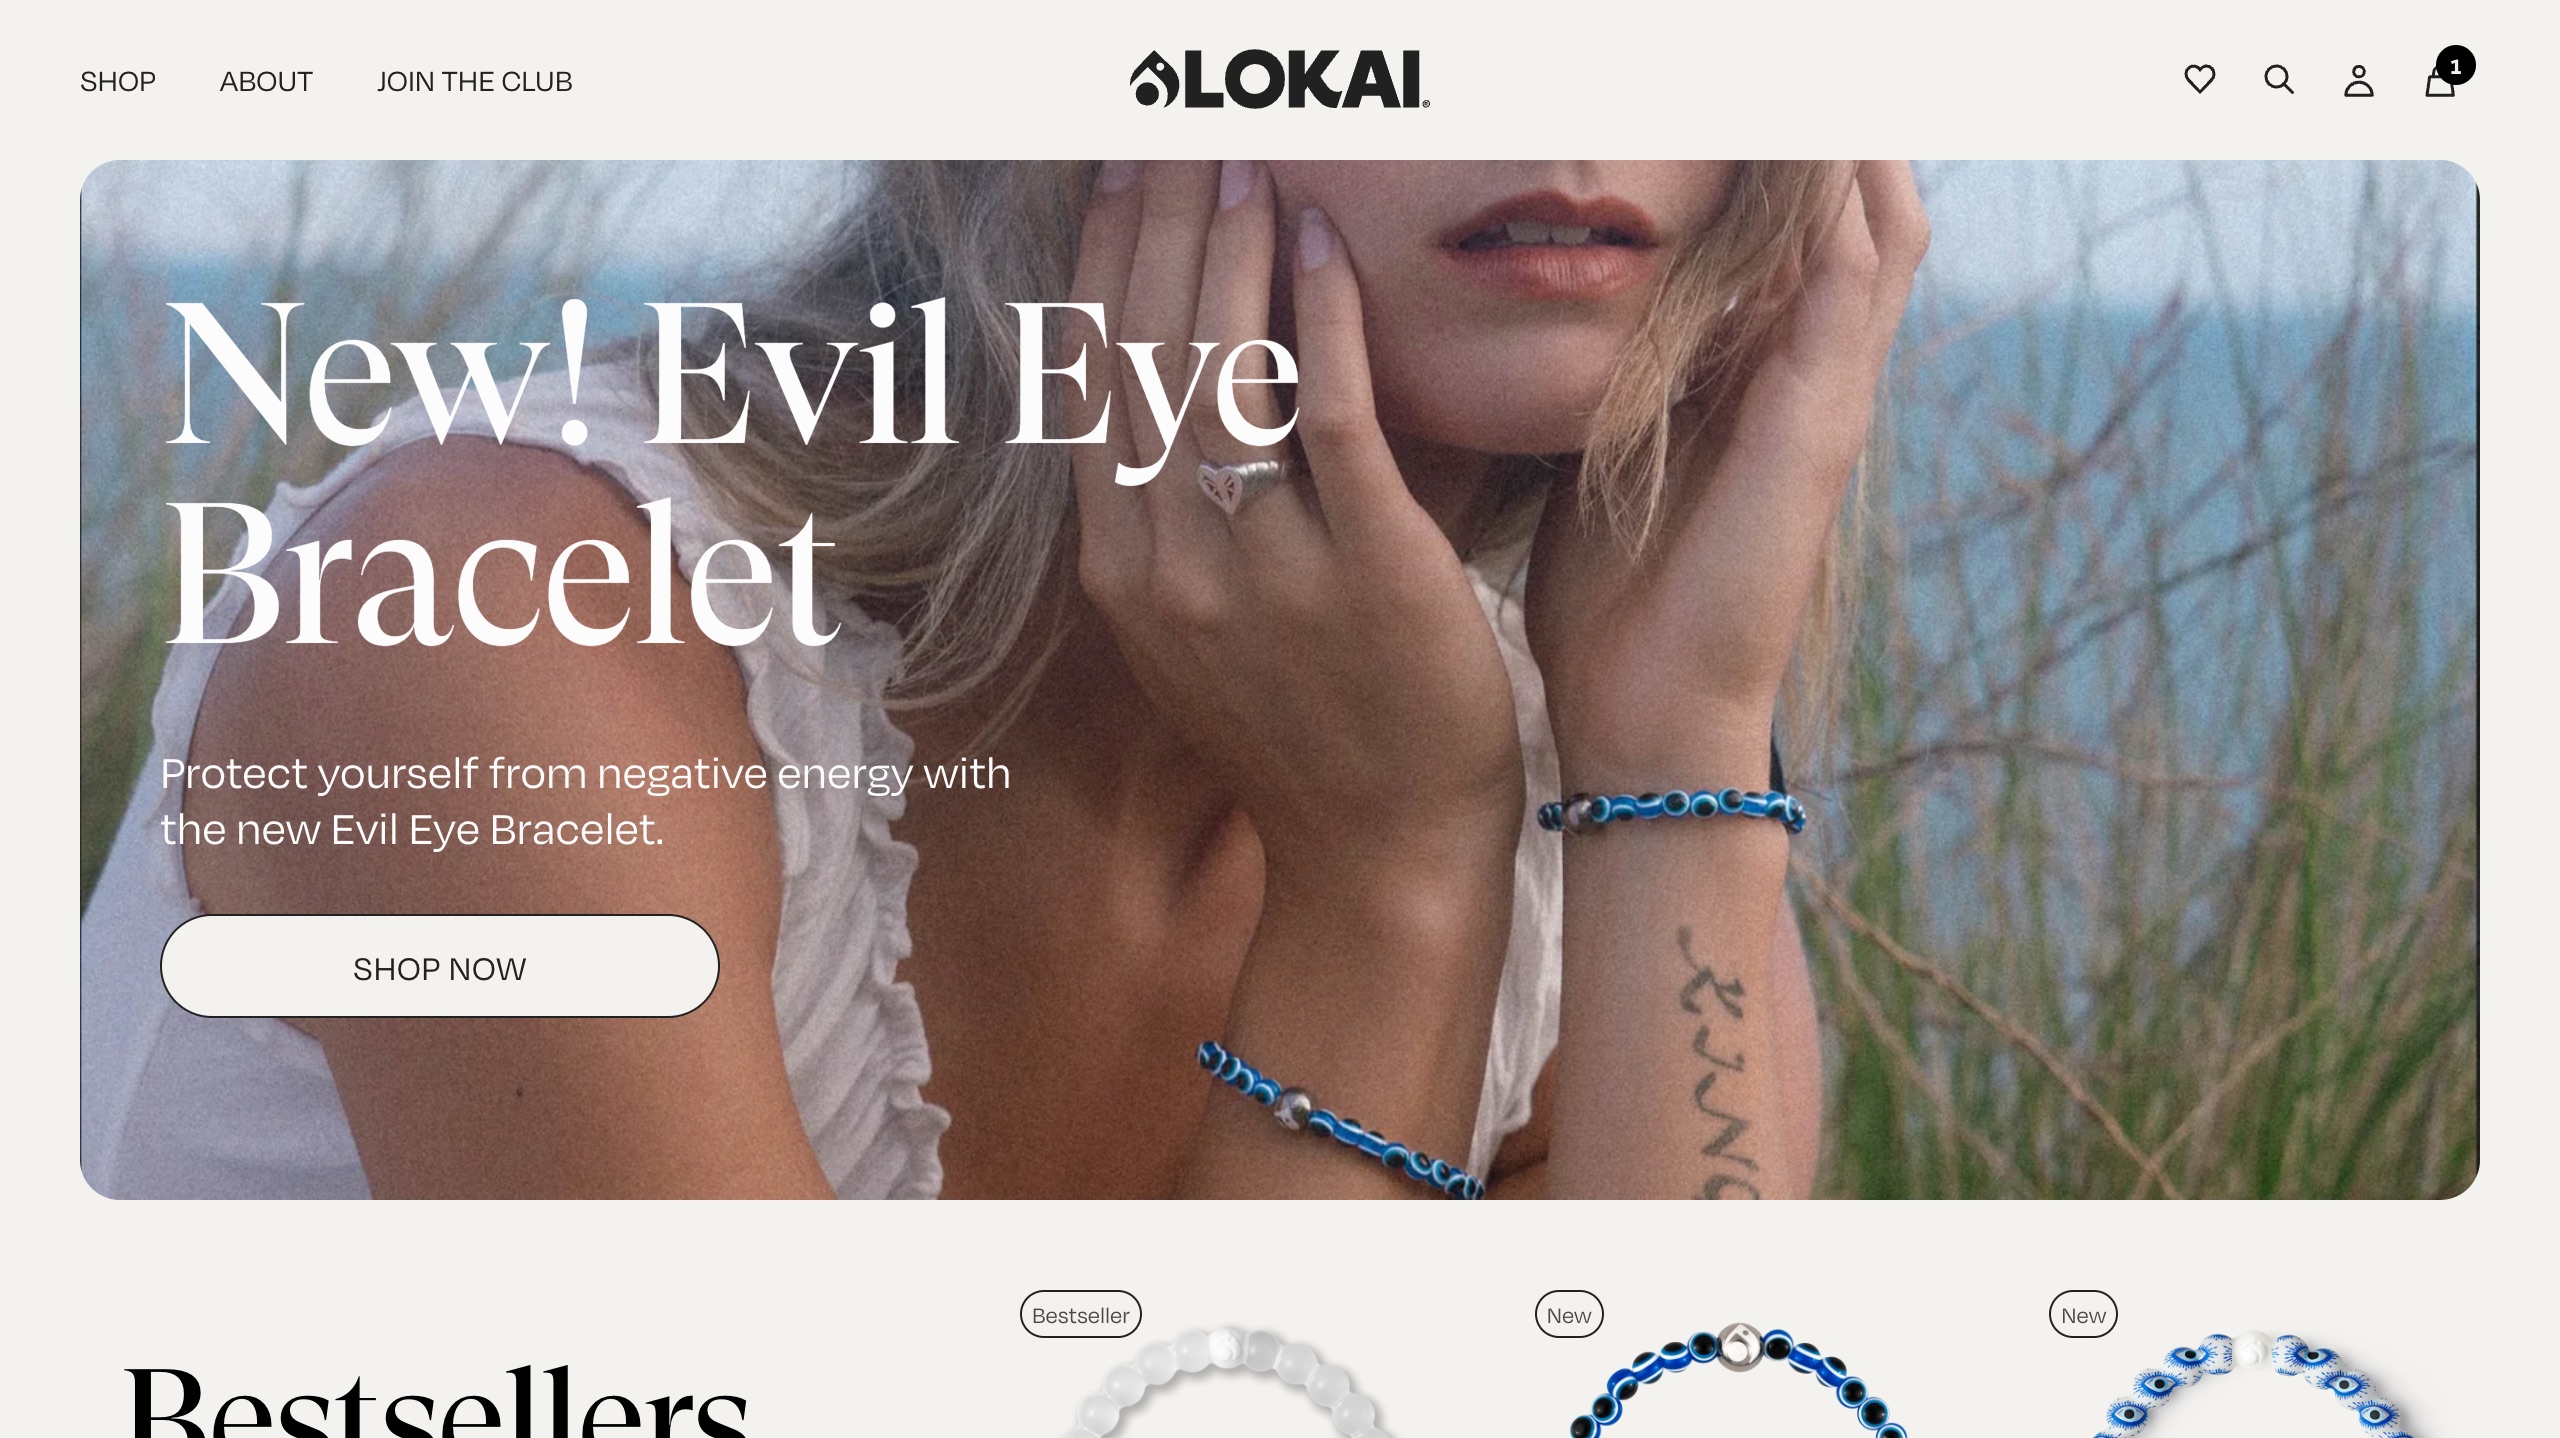 SHOP ABOUT JOIN THE CLUB
LOKAI®
1
New! Evil Eye
Bracelet
Protect yourself from negative energy with
the new Evil Eye Bracelet.
SHOP NOW
Bestsellers
Bestseller
New
New